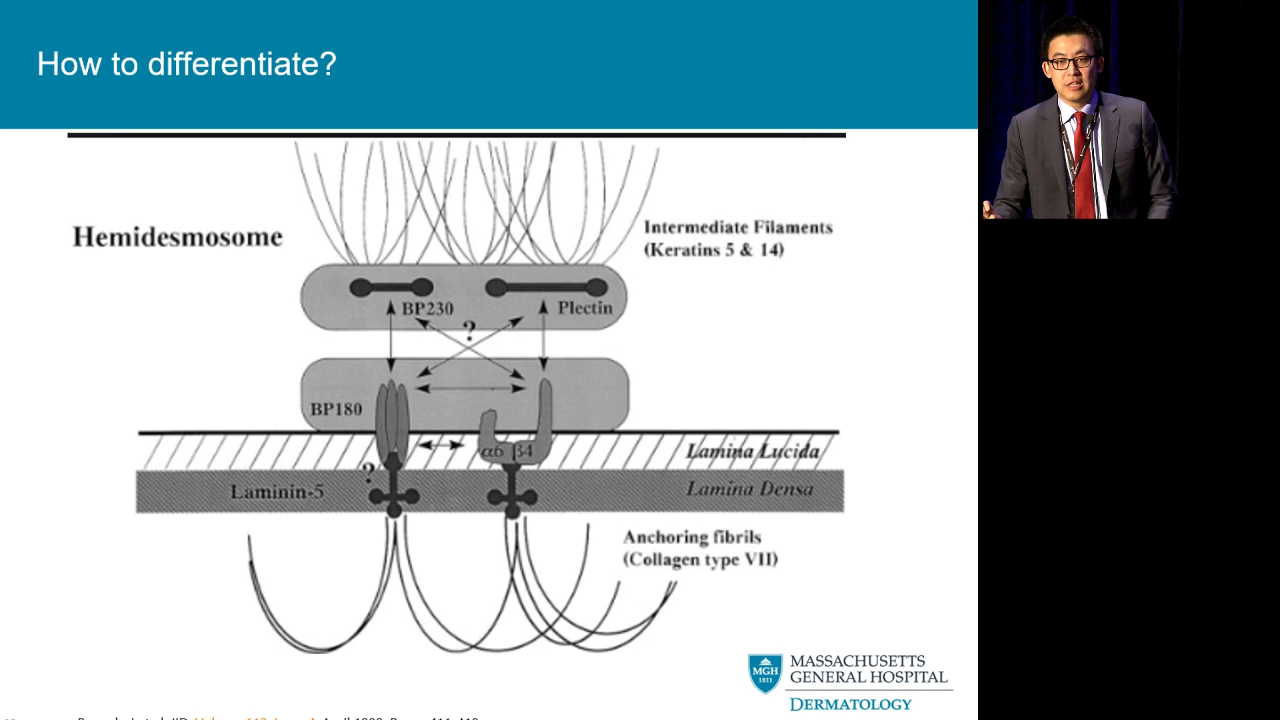 How to differentiate?
Hemidesmosome
Intermediate Filaments
(Keratins 5 & 14)
BP230
Plectin
?
BP180
α6 β4
Lamina Lucida
?
Laminin-5
Lamina Densa
Anchoring fibrils
(Collagen type VII)
MGH
1811
MASSACHUSETTS
GENERAL HOSPITAL
DERMATOLOGY